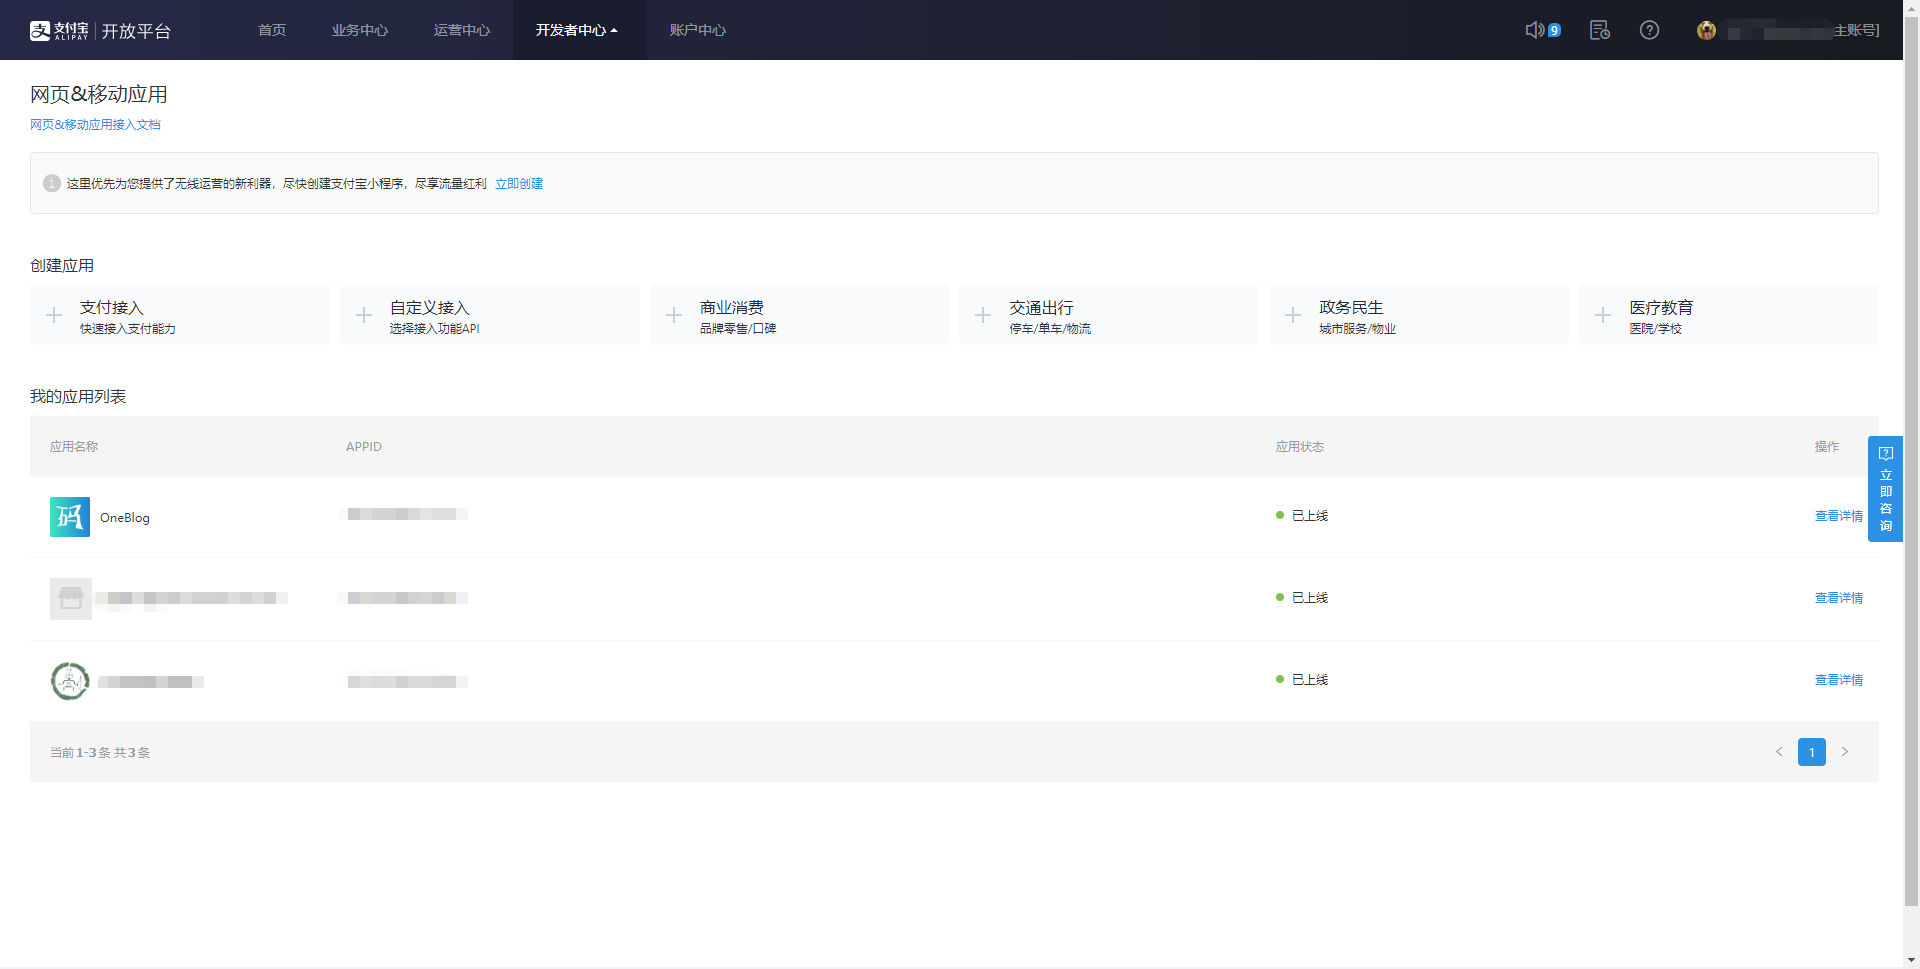 支 支付宝 ALIPAY 开放平台
首页 业务中心 运营中心 开发者中心 账户中心 9 主账号]
网页&移动应用
网页&移动应用接入文档
1 这里优先为您提供了无线运营的新利器，尽快创建支付宝小程序，尽享流量红利 立即创建
创建应用
支付接入
快速接入支付能力
自定义接入
选择接入功能API
商业消费
品牌零售/口碑
交通出行
停车/单车/物流
政务民生
城市服务/物业
医疗教育
医院/学校
我的应用列表
应用名称 APPID 应用状态 操作
码 OneBlog 已上线 查看详情
已上线 查看详情
已上线 查看详情
当前1-3条 共3条
< 1 >
立
即
咨
询